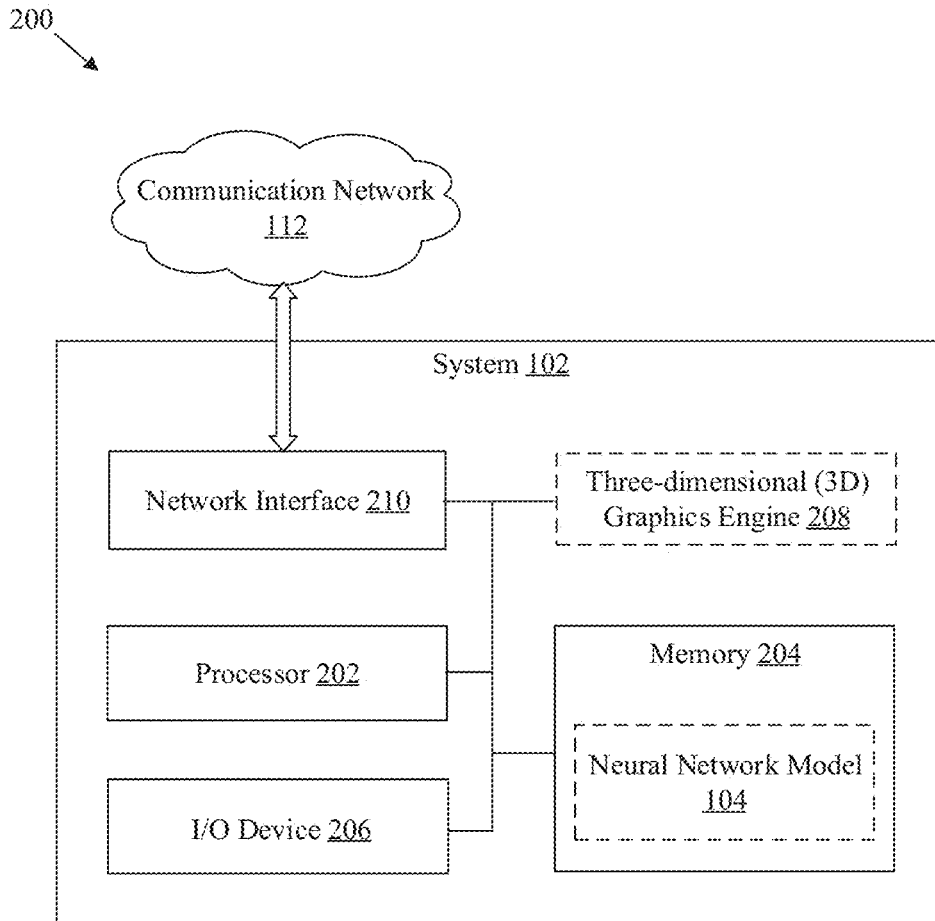 200
Communication Network
112
System 102
Network Interface 210
Three-dimensional (3D)
Graphics Engine 208
Processor 202
Memory 204
Neural Network Model
104
I/O Device 206